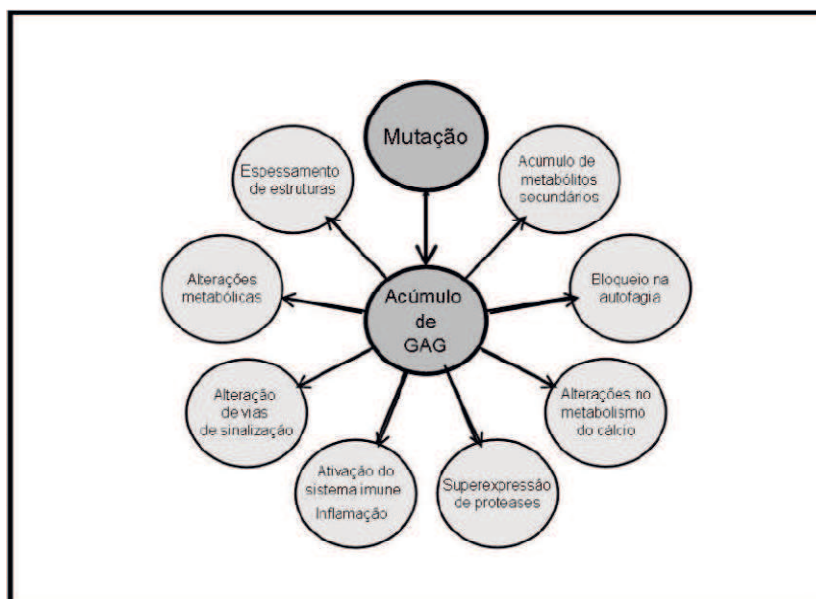 Mutação
Espessamento
de estruturas
Acúmulo de
metabólitos
secundários
Alterações
metabólicas
Acúmulo
de
GAG
Bloqueio na
autofagia
Alteração
de vias
de sinalização
Alterações no
metabolismo
do cálcio
Ativação do
sistema imune
Inflamação
Superexpressão
de proteases